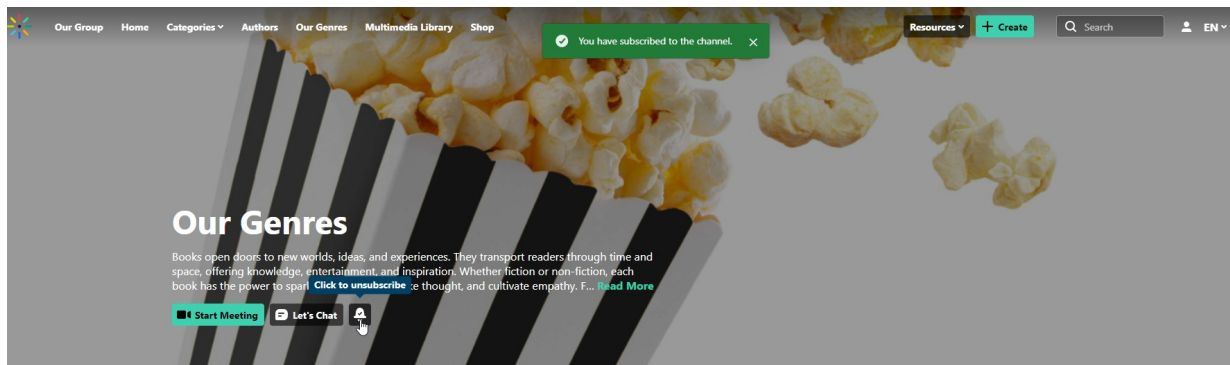 Our Group Home Categories Authors Our Genres Multimedia Library Shop
You have subscribed to the channel.
Resources + Create Search EN
Our Genres
Books open doors to new worlds, ideas, and experiences. They transport readers through time and
space, offering knowledge, entertainment, and inspiration. Whether fiction or non-fiction, each
book has the power to spar e thought, and cultivate empathy. F... Read More
Click to unsubscribe
Start Meeting Let's Chat